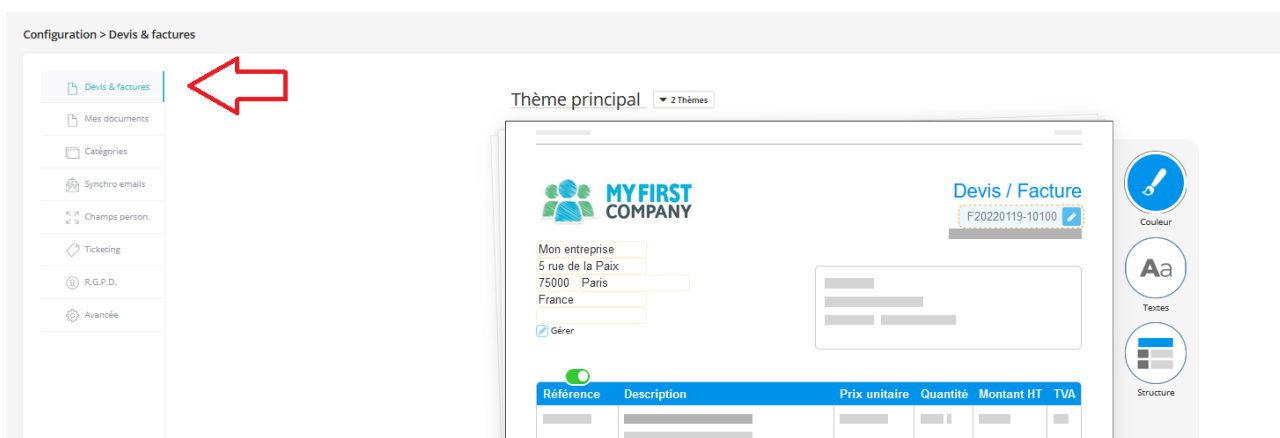 Configuration > Devis & factures
Devis & factures
Mes documents
Catégories
Synchro emails
Champs person.
Ticketing
R.G.P.D.
Avancée
Thème principal
2 Thèmes
MY FIRST
COMPANY
Devis / Facture
F20220119-10100
Mon entreprise
5 rue de la Paix
75000 Paris
France
Gérer
Référence Description Prix unitaire Quantité Montant HT TVA
Couleur
Aa
Textes
Structure